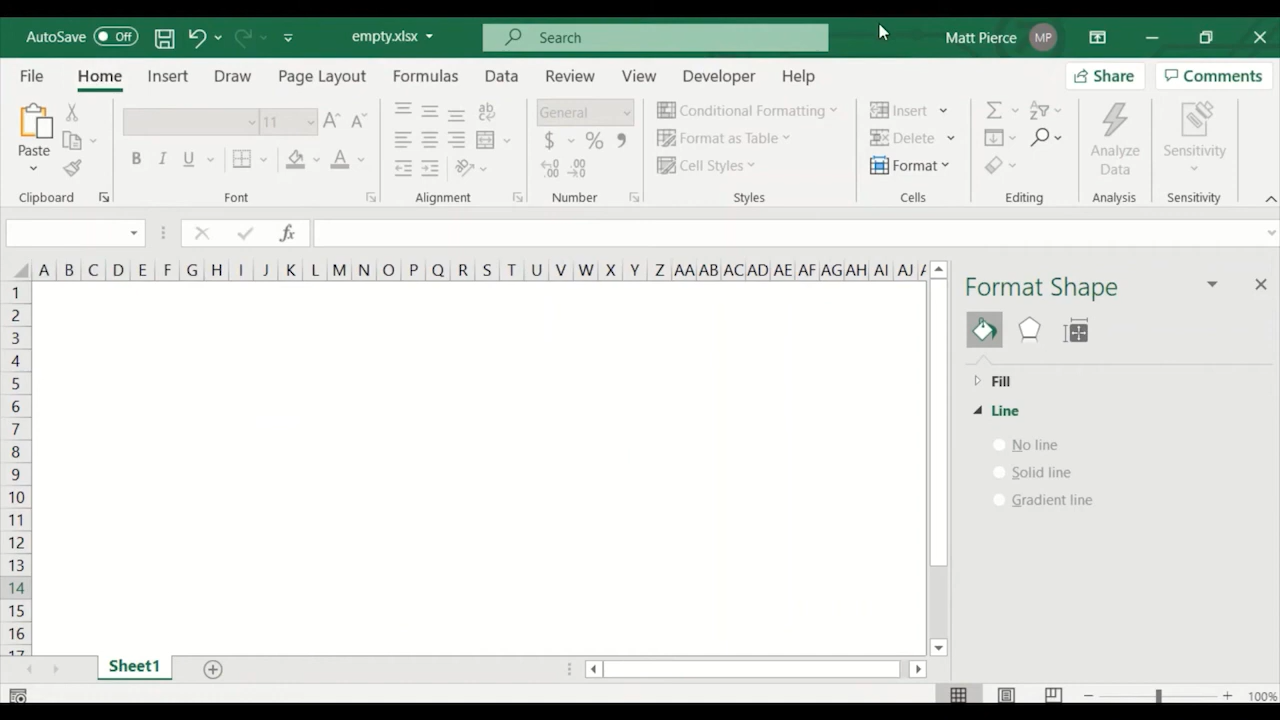 AutoSave Off empty.xlsx Search Matt Pierce MP
File Home Insert Draw Page Layout Formulas Data Review View Developer Help Share Comments
Paste 11 General Conditional Formatting Insert
$ % Format as Table Delete Analyze Data Sensitivity
B I U A Cell Styles Format
Clipboard Font Alignment Number Styles Cells Editing Analysis Sensitivity
fx
A B C D E F G H I J K L M N O P Q R S T U V W X Y Z AA AB AC AD AE AF AG AH AI AJ
1
2
3
4
5
6
7
8
9
10
11
12
13
14
15
16
17
Format Shape
Fill
Line
No line
Solid line
Gradient line
Sheet1
100%